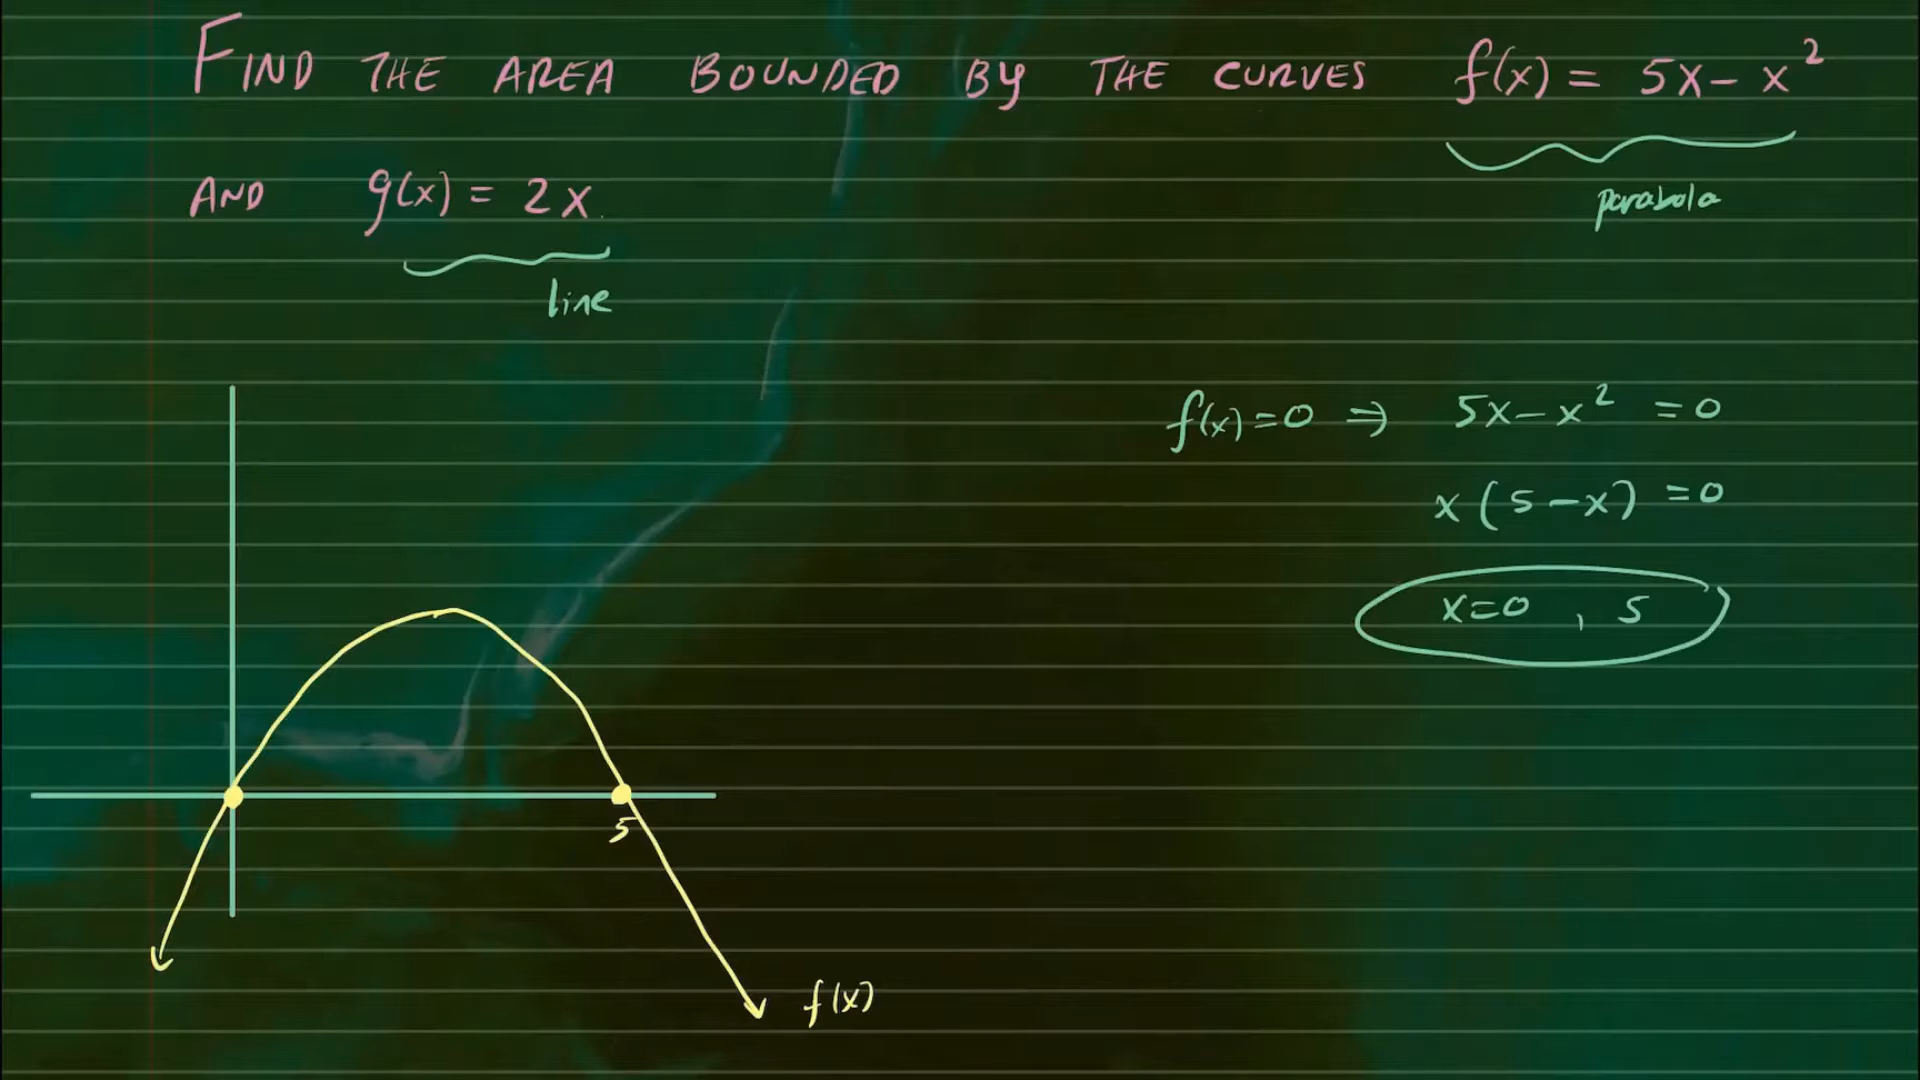 FIND THE AREA BOUNDED BY THE CURVES f(x) = 5x - x²
parabola
AND g(x) = 2x
line
f(x)=0 ⇒ 5x-x² =0
x(5-x) =0
x=0 , 5
5
f(x)